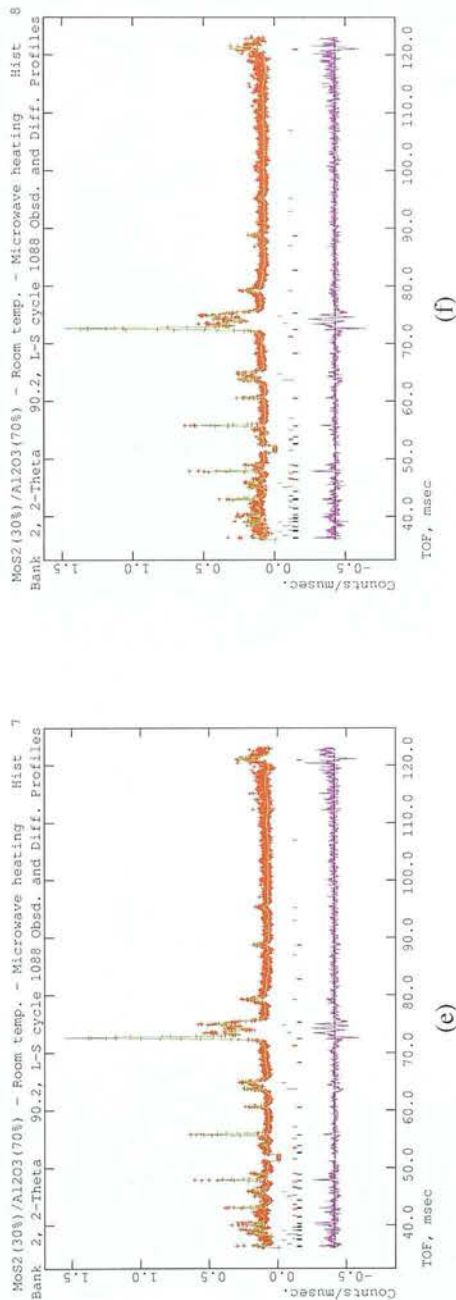 MoS2(30%)/Al2O3(70%) - Room temp. - Microwave heating Hist 7
Bank 2, 2-Theta 90.2, L-S cycle 1088 Obsd. and Diff. Profiles
Counts/musec.
1.5
1.0
0.5
0.0
-0.5
40.0 50.0 60.0 70.0 80.0 90.0 100.0 110.0 120.0
TOF, msec
(e)
MoS2(30%)/Al2O3(70%) - Room temp. - Microwave heating Hist 8
Bank 2, 2-Theta 90.2, L-S cycle 1088 Obsd. and Diff. Profiles
Counts/musec.
1.5
1.0
0.5
0.0
-0.5
40.0 50.0 60.0 70.0 80.0 90.0 100.0 110.0 120.0
TOF, msec
(f)